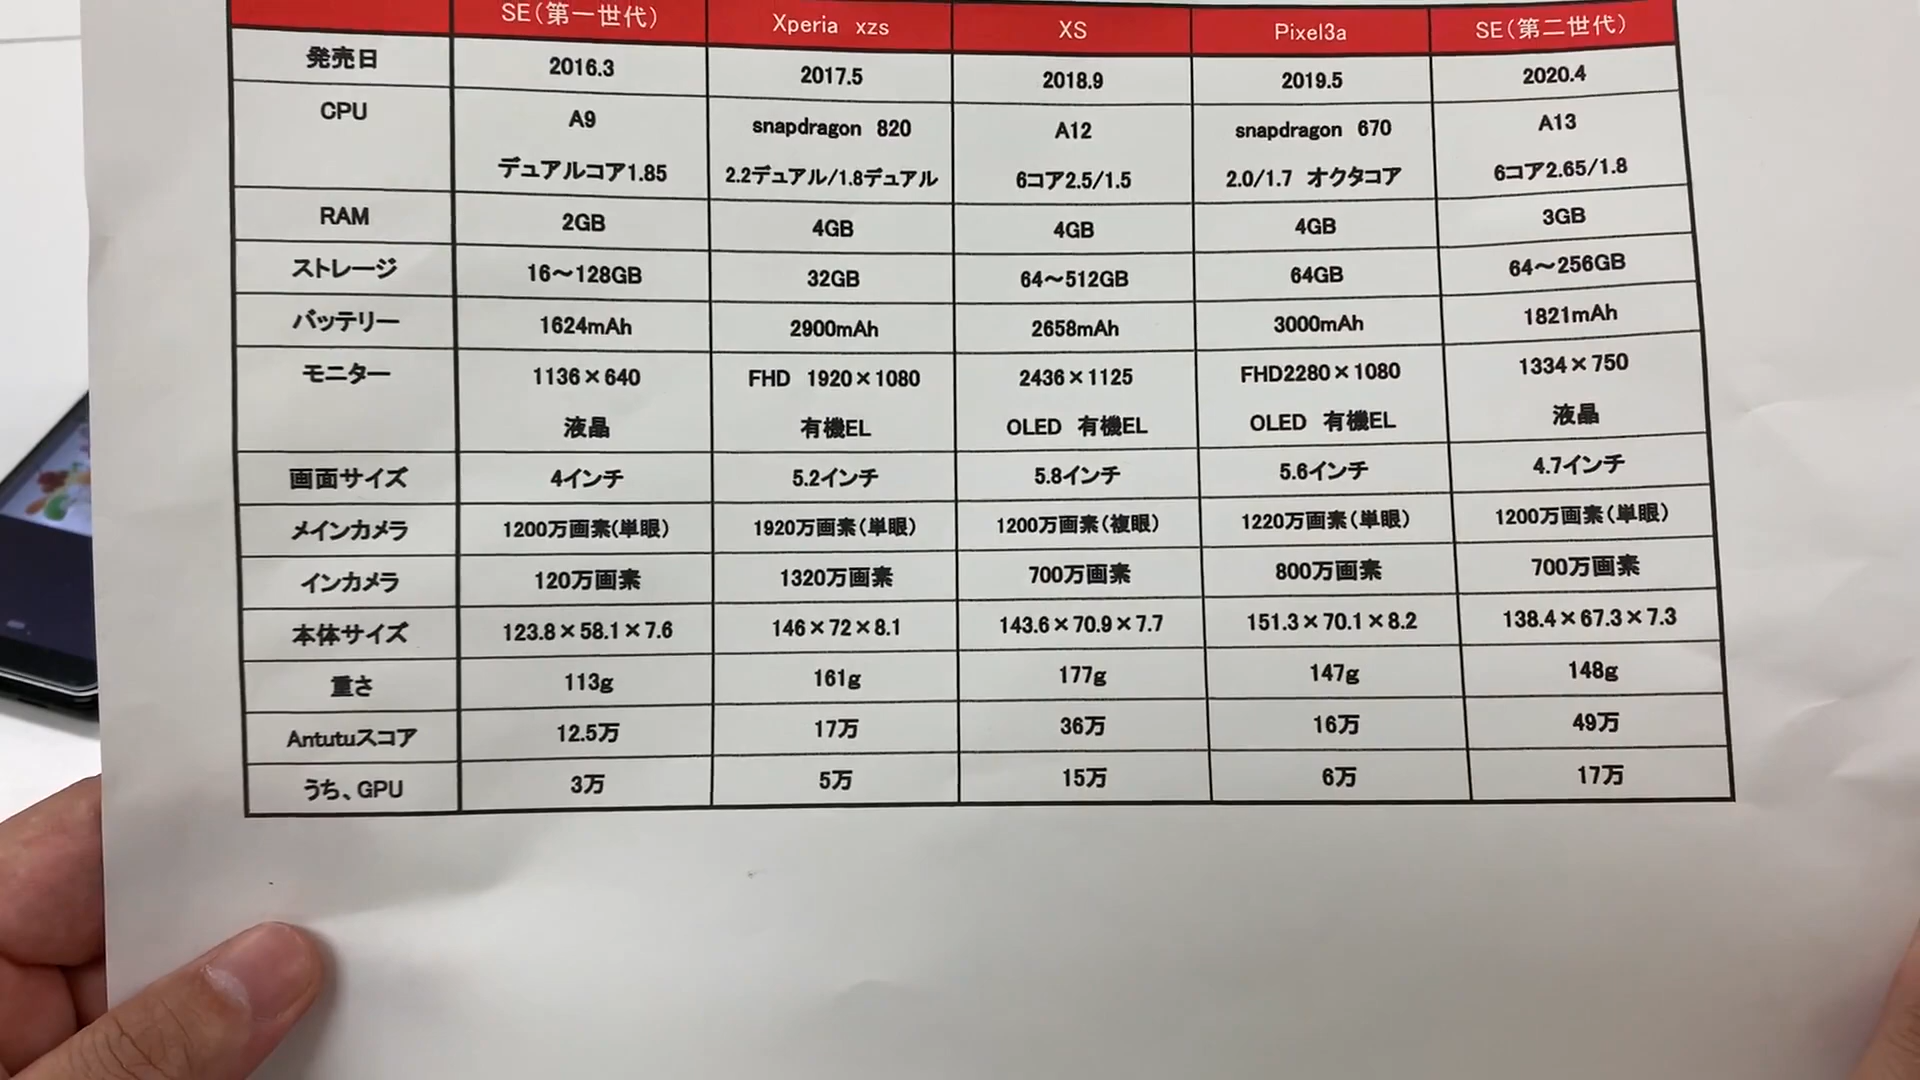 SE（第一世代） Xperia xzs XS Pixel3a SE（第二世代）
発売日 2016.3 2017.5 2018.9 2019.5 2020.4
CPU A9 snapdragon 820 A12 snapdragon 670 A13
デュアルコア1.85 2.2デュアル/1.8デュアル 6コア2.5/1.5 2.0/1.7 オクタコア 6コア2.65/1.8
RAM 2GB 4GB 4GB 4GB 3GB
ストレージ 16～128GB 32GB 64～512GB 64GB 64～256GB
バッテリー 1624mAh 2900mAh 2658mAh 3000mAh 1821mAh
モニター 1136×640 FHD 1920×1080 2436×1125 FHD2280×1080 1334×750
液晶 有機EL OLED 有機EL OLED 有機EL 液晶
画面サイズ 4インチ 5.2インチ 5.8インチ 5.6インチ 4.7インチ
メインカメラ 1200万画素（単眼） 1920万画素（単眼） 1200万画素（複眼） 1220万画素（単眼） 1200万画素（単眼）
インカメラ 120万画素 1320万画素 700万画素 800万画素 700万画素
本体サイズ 123.8×58.1×7.6 146×72×8.1 143.6×70.9×7.7 151.3×70.1×8.2 138.4×67.3×7.3
重さ 113g 161g 177g 147g 148g
Antutuスコア 12.5万 17万 36万 16万 49万
うち、GPU 3万 5万 15万 6万 17万